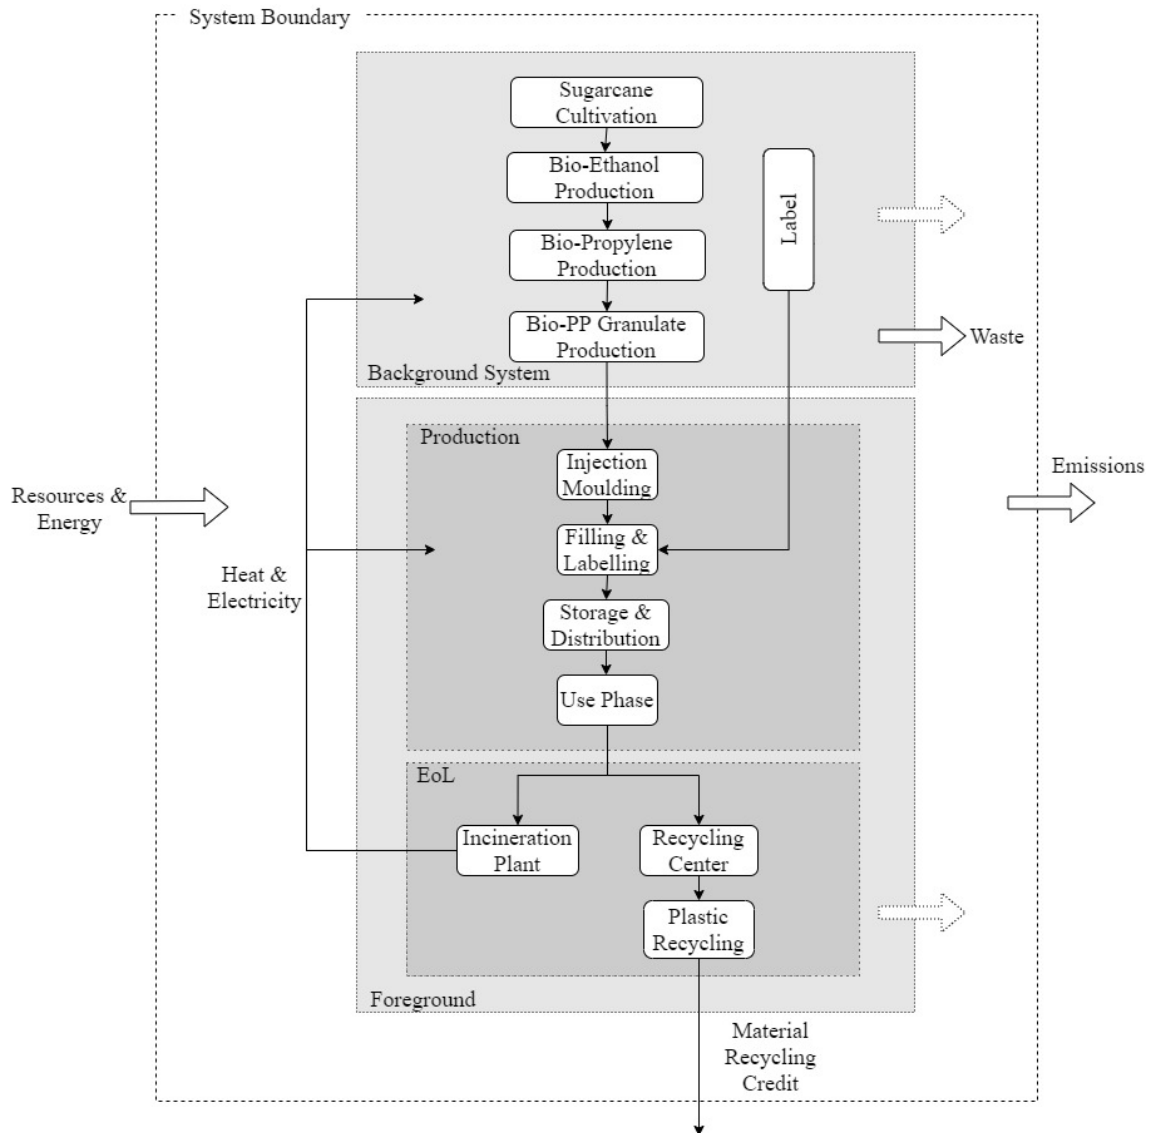 System Boundary
Sugarcane
Cultivation
Bio-Ethanol
Production
Label
Bio-Propylene
Production
Bio-PP Granulate
Production
Waste
Background System
Production
Injection
Moulding
Emissions
Resources &
Energy
Filling &
Labelling
Heat &
Electricity
Storage &
Distribution
Use Phase
EoL
Incineration
Plant
Recycling
Center
Plastic
Recycling
Foreground
Material
Recycling
Credit